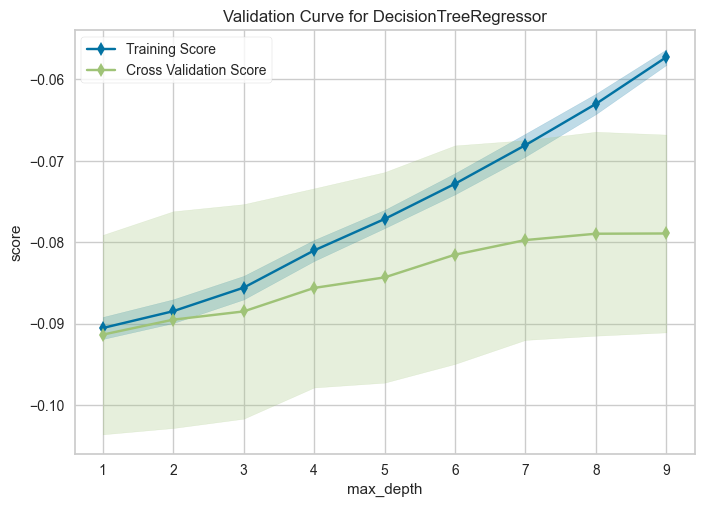 Validation Curve for DecisionTreeRegressor
Training Score
Cross Validation Score
−0.06
−0.07
−0.08
−0.09
−0.10
score
1 2 3 4 5 6 7 8 9
max_depth